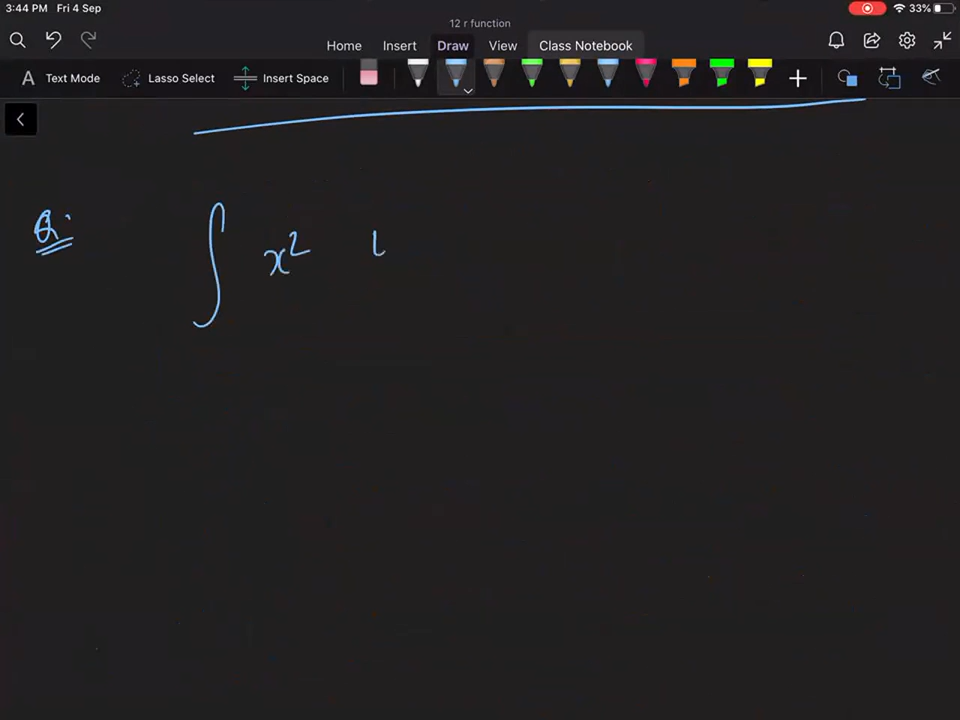 3:44 PM Fri 4 Sep 33%
12 r function
Home Insert Draw View Class Notebook
A Text Mode Lasso Select Insert Space
Q. ∫ x²